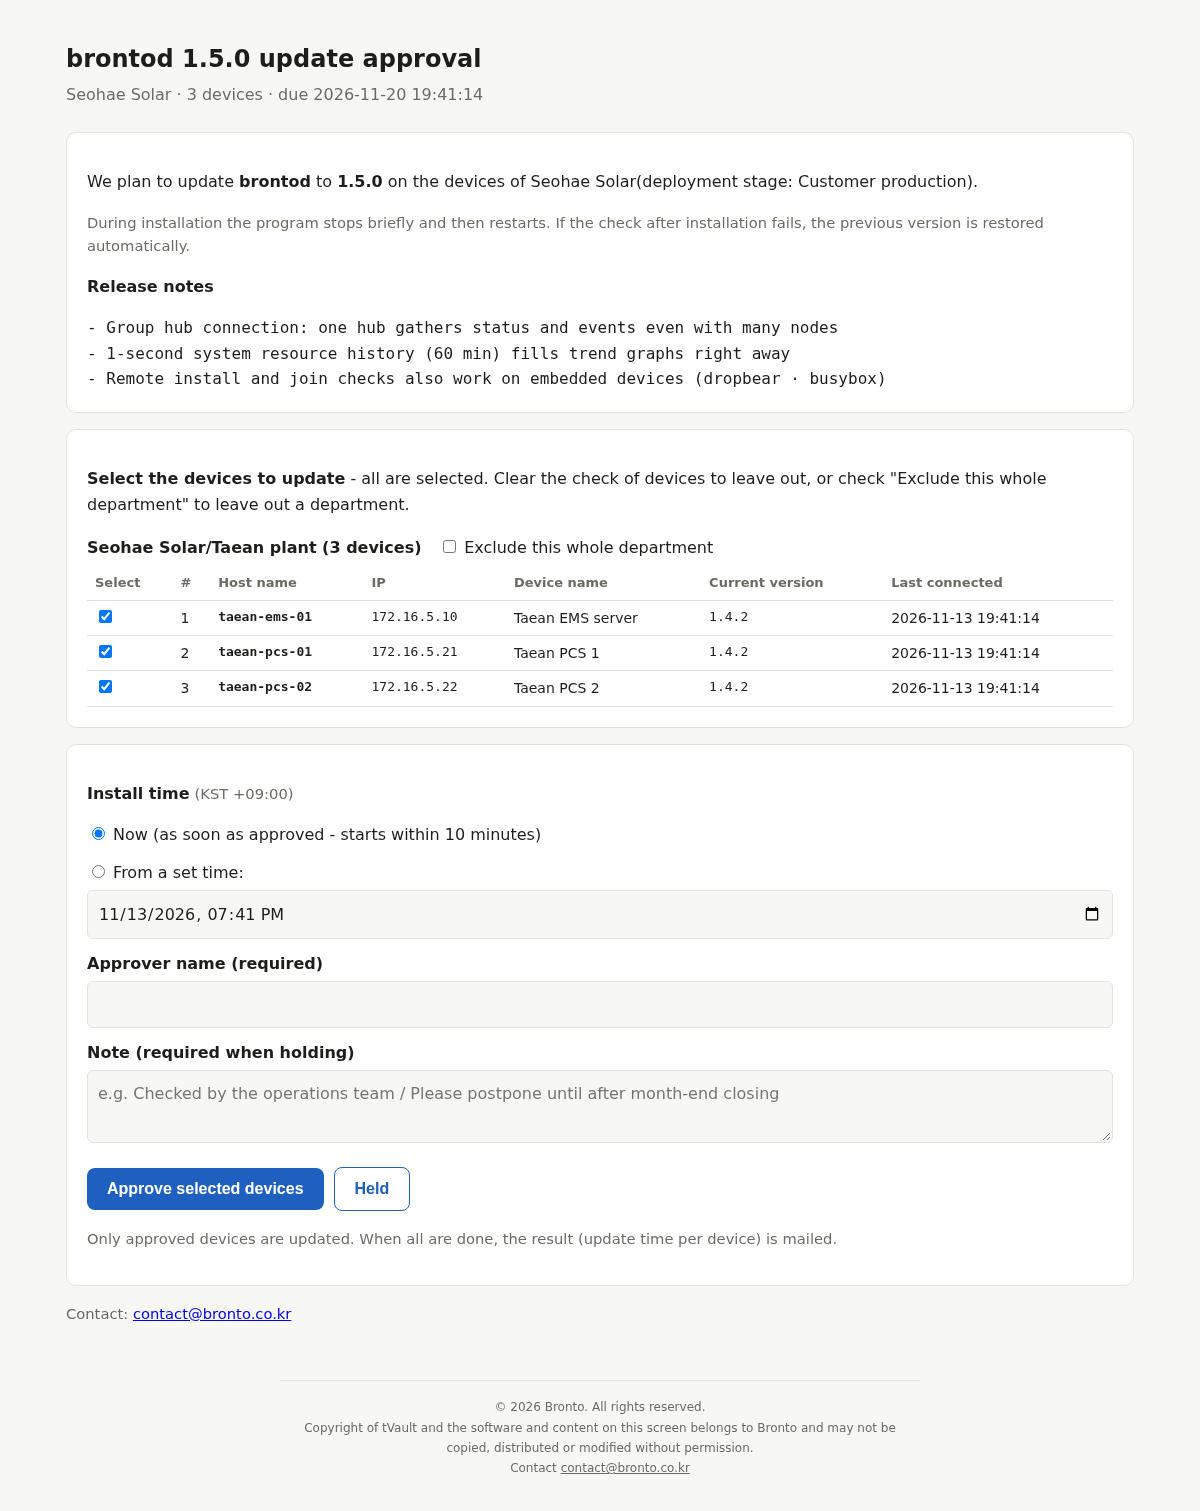 brontod 1.5.0 update approval
Seohae Solar · 3 devices · due 2026-11-20 19:41:14
We plan to update brontod to 1.5.0 on the devices of Seohae Solar(deployment stage: Customer production).
During installation the program stops briefly and then restarts. If the check after installation fails, the previous version is restored
automatically.
Release notes
- Group hub connection: one hub gathers status and events even with many nodes
- 1-second system resource history (60 min) fills trend graphs right away
- Remote install and join checks also work on embedded devices (dropbear · busybox)
Select the devices to update - all are selected. Clear the check of devices to leave out, or check "Exclude this whole
department" to leave out a department.
Seohae Solar/Taean plant (3 devices) Exclude this whole department
Select # Host name IP Device name Current version Last connected
1 taean-ems-01 172.16.5.10 Taean EMS server 1.4.2 2026-11-13 19:41:14
2 taean-pcs-01 172.16.5.21 Taean PCS 1 1.4.2 2026-11-13 19:41:14
3 taean-pcs-02 172.16.5.22 Taean PCS 2 1.4.2 2026-11-13 19:41:14
Install time (KST +09:00)
Now (as soon as approved - starts within 10 minutes)
From a set time:
11/13/2026, 07:41 PM
Approver name (required)
Note (required when holding)
e.g. Checked by the operations team / Please postpone until after month-end closing
Approve selected devices Held
Only approved devices are updated. When all are done, the result (update time per device) is mailed.
Contact: contact@bronto.co.kr
© 2026 Bronto. All rights reserved.
Copyright of tVault and the software and content on this screen belongs to Bronto and may not be
copied, distributed or modified without permission.
Contact contact@bronto.co.kr